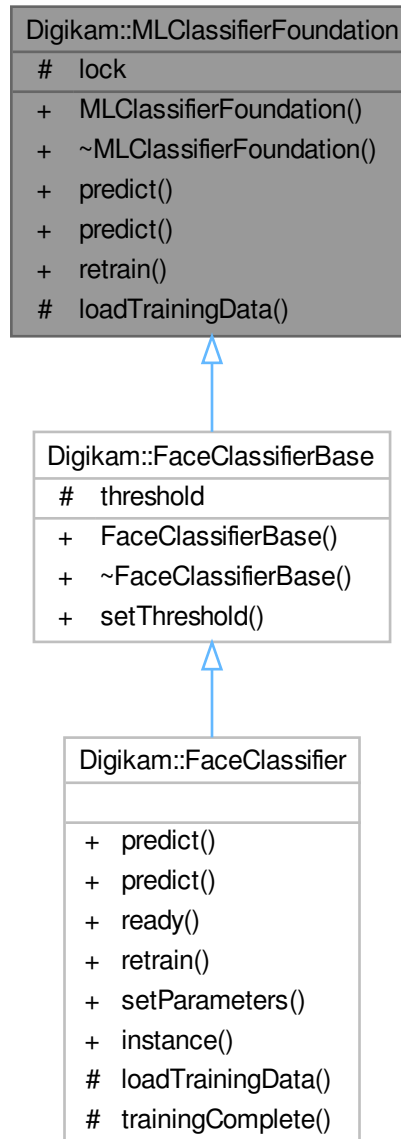 Digikam::MLClassifierFoundation
# lock
+ MLClassifierFoundation()
+ ~MLClassifierFoundation()
+ predict()
+ predict()
+ retrain()
# loadTrainingData()
Digikam::FaceClassifierBase
# threshold
+ FaceClassifierBase()
+ ~FaceClassifierBase()
+ setThreshold()
Digikam::FaceClassifier
+ predict()
+ predict()
+ ready()
+ retrain()
+ setParameters()
+ instance()
# loadTrainingData()
# trainingComplete()